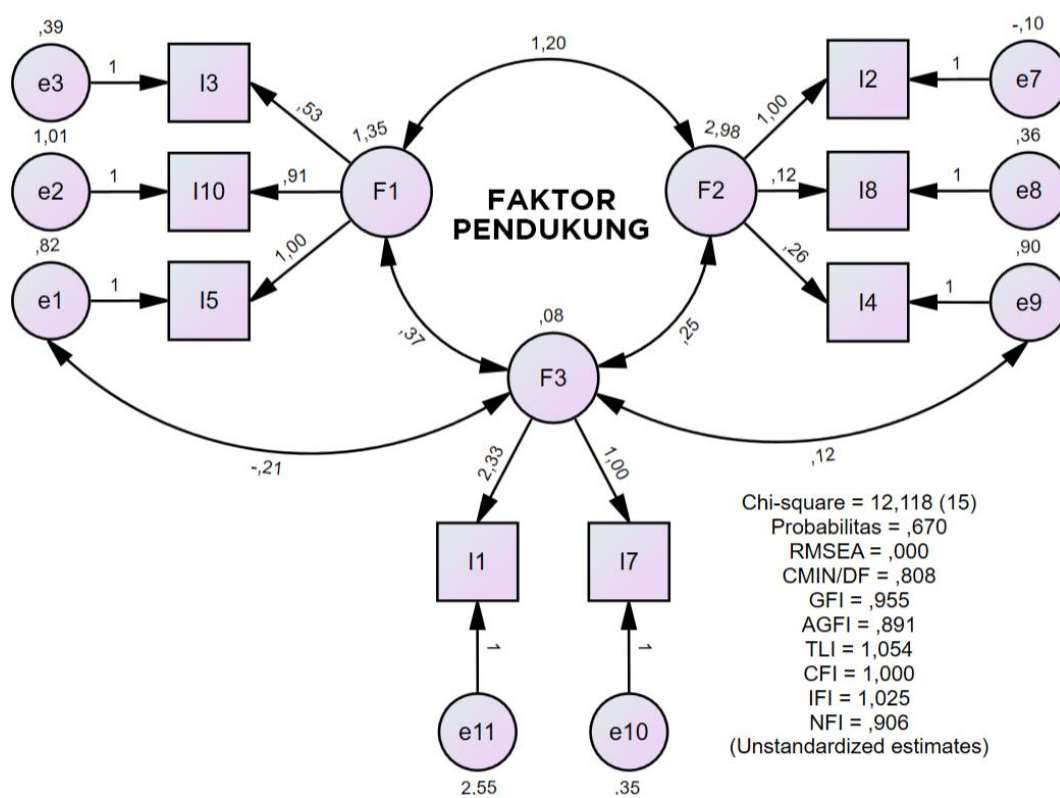 ,39
e3
1
I3
,53
1,01
e2
1
I10
,91
,82
e1
1
I5
1,00
1,35
F1
1,20
FAKTOR
PENDUKUNG
2,98
F2
1,00
I2
1
-,10
e7
,12
I8
1
,36
e8
,26
I4
1
,90
e9
,37
,25
,08
F3
-,21
,12
2,33
1,00
I1
I7
1
1
e11
e10
2,55
,35
Chi-square = 12,118 (15)
Probabilitas = ,670
RMSEA = ,000
CMIN/DF = ,808
GFI = ,955
AGFI = ,891
TLI = 1,054
CFI = 1,000
IFI = 1,025
NFI = ,906
(Unstandardized estimates)